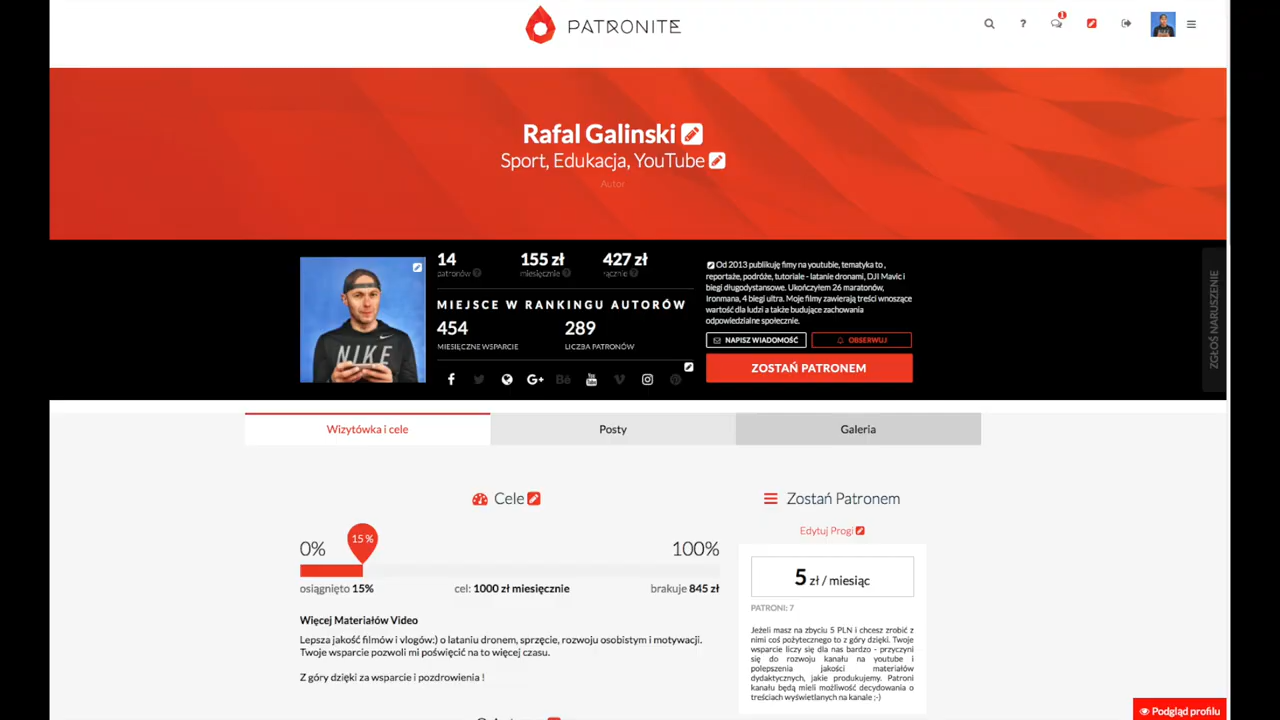 PATRONITE
1
Rafal Galinski
Sport, Edukacja, YouTube
Autor
14
patronów
155 zł
miesięcznie
427 zł
łącznie
MIEJSCE W RANKINGU AUTORÓW
454
MIESIĘCZNE WSPARCIE
289
LICZBA PATRONÓW
NIKE
Od 2013 publikuję fimy na youtubie, tematyka to ,
reportaże, podróże, tutoriale - latanie dronami, DJI Mavic i
biegi długodystansowe. Ukończyłem 26 maratonów,
Ironmana, 4 biegi ultra. Moje filmy zawierają treści wnoszące
wartość dla ludzi a także budujące zachowania
odpowiedzialne społecznie.
NAPISZ WIADOMOŚĆ
OBSERWUJ
ZOSTAŃ PATRONEM
ZGŁOŚ NARUSZENIE
Wizytówka i cele
Posty
Galeria
Cele
0%
15 %
100%
osiągnięto 15%
cel: 1000 zł miesięcznie
brakuje 845 zł
Więcej Materiałów Video
Lepsza jakość filmów i vlogów:) o lataniu dronem, sprzęcie, rozwoju osobistym i motywacji.
Twoje wsparcie pozwoli mi poświęcić na to więcej czasu.
Z góry dzięki za wsparcie i pozdrowienia !
Zostań Patronem
Edytuj Progi
5 zł / miesiąc
PATRONI: 7
Jeżeli masz na zbyciu 5 PLN i chcesz zrobić z
nimi coś pożytecznego to z góry dzięki. Twoje
wsparcie liczy się dla nas bardzo - przyczyni
się do rozwoju kanału na youtube i
polepszenia jakości materiałów
dydaktycznych, jakie produkujemy. Patroni
kanału będą mieli możliwość decydowania o
treściach wyświetlanych na kanale ;-)
Podgląd profilu